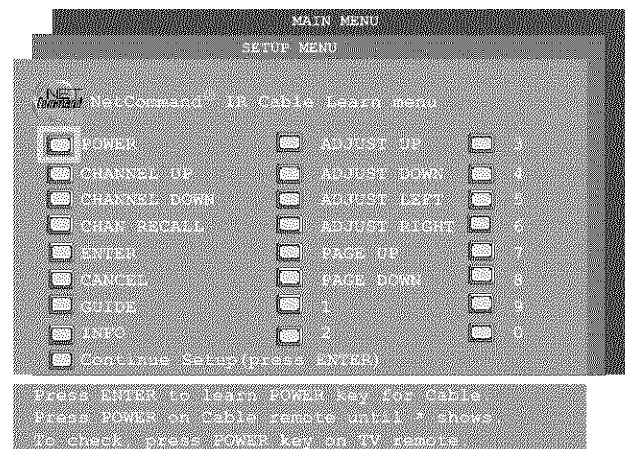 MAIN MENU
SETUP MENU
NET Command NetCommand® IR Cable Learn menu
POWER ADJUST UP 3
CHANNEL UP ADJUST DOWN 4
CHANNEL DOWN ADJUST LEFT 5
CHAN RECALL ADJUST RIGHT 6
ENTER PAGE UP 7
CANCEL PAGE DOWN 8
GUIDE 1 9
INFO 2 0
Continue Setup(press ENTER)
Press ENTER to learn POWER key for Cable
Press POWER on Cable remote until * shows
To check, press POWER key on TV remote